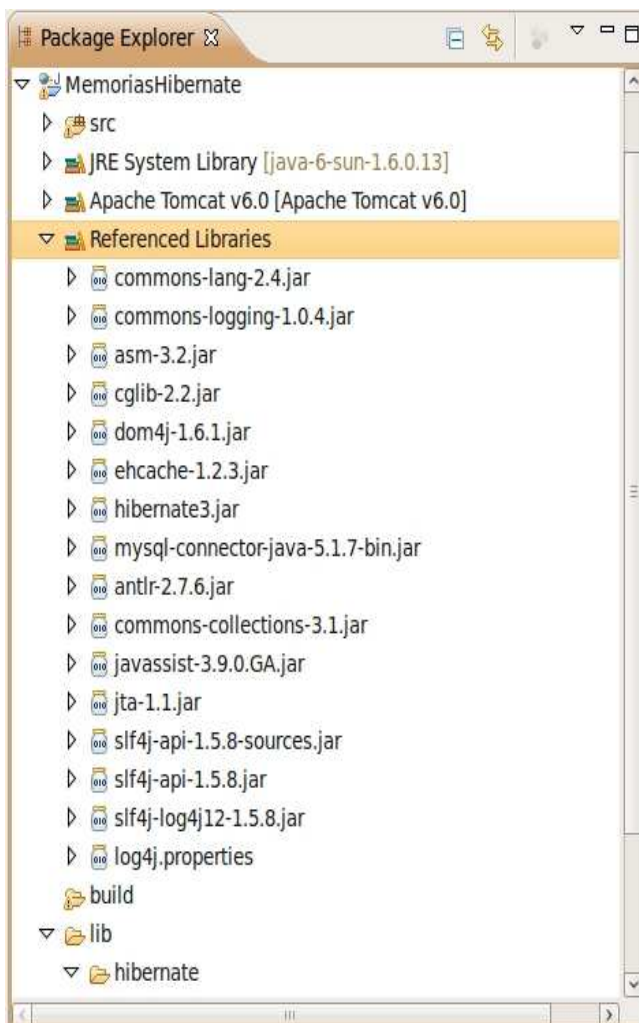 Package Explorer
MemoriasHibernate
src
JRE System Library [java-6-sun-1.6.0.13]
Apache Tomcat v6.0 [Apache Tomcat v6.0]
Referenced Libraries
commons-lang-2.4.jar
commons-logging-1.0.4.jar
asm-3.2.jar
cglib-2.2.jar
dom4j-1.6.1.jar
ehcache-1.2.3.jar
hibernate3.jar
mysql-connector-java-5.1.7-bin.jar
antlr-2.7.6.jar
commons-collections-3.1.jar
javassist-3.9.0.GA.jar
jta-1.1.jar
slf4j-api-1.5.8-sources.jar
slf4j-api-1.5.8.jar
slf4j-log4j12-1.5.8.jar
log4j.properties
build
lib
hibernate